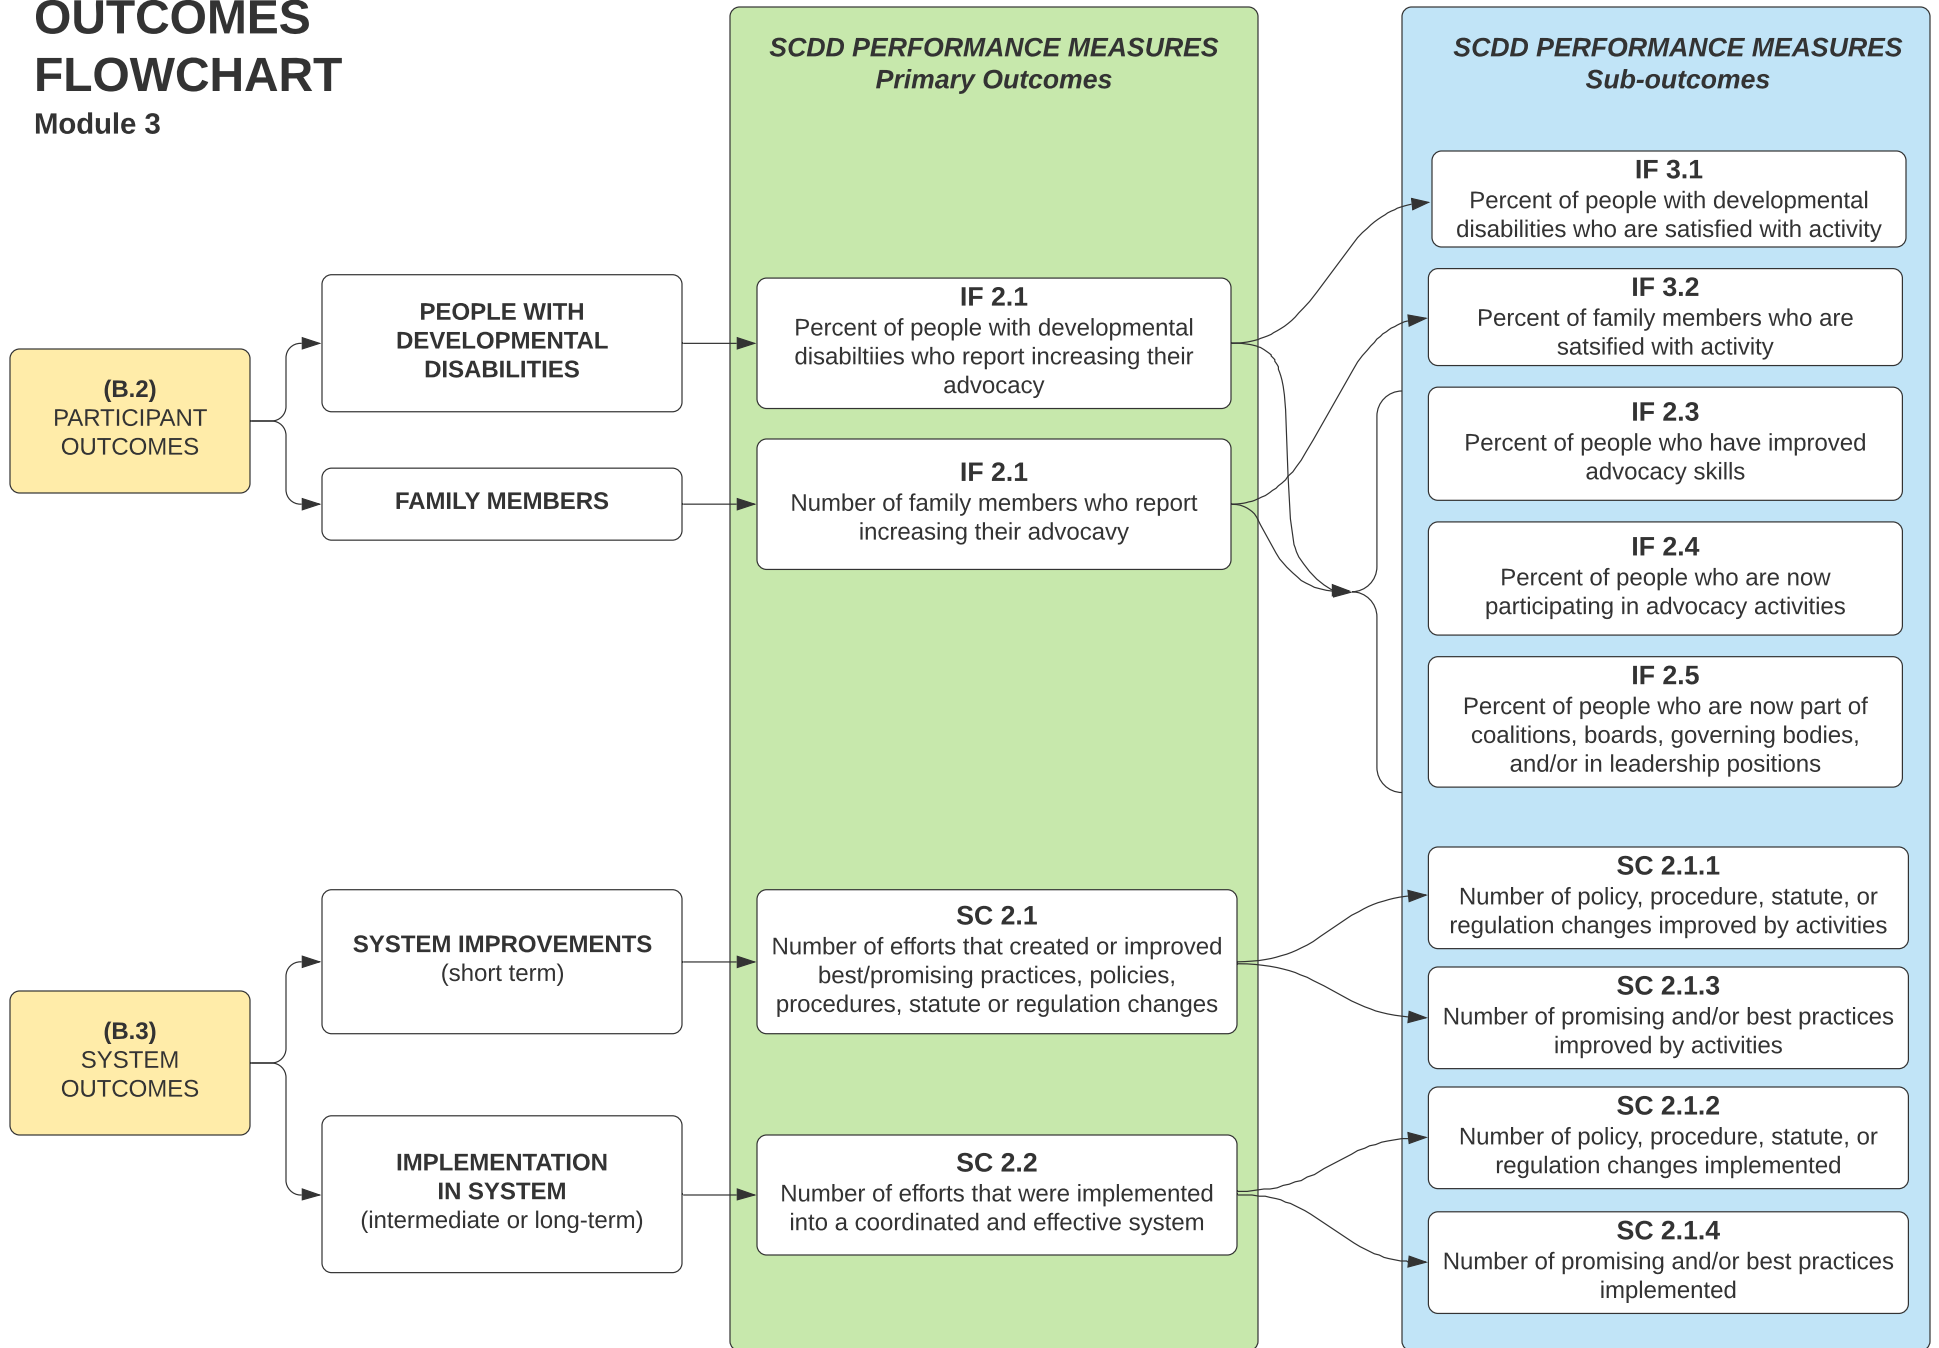 OUTCOMES
FLOWCHART
Module 3
(B.2)
PARTICIPANT
OUTCOMES
PEOPLE WITH
DEVELOPMENTAL
DISABILITIES
FAMILY MEMBERS
(B.3)
SYSTEM
OUTCOMES
SYSTEM IMPROVEMENTS
(short term)
IMPLEMENTATION
IN SYSTEM
(intermediate or long-term)
SCDD PERFORMANCE MEASURES
Primary Outcomes
IF 2.1
Percent of people with developmental
disabiltiies who report increasing their
advocacy
IF 2.1
Number of family members who report
increasing their advocavy
SC 2.1
Number of efforts that created or improved
best/promising practices, policies,
procedures, statute or regulation changes
SC 2.2
Number of efforts that were implemented
into a coordinated and effective system
SCDD PERFORMANCE MEASURES
Sub-outcomes
IF 3.1
Percent of people with developmental
disabilities who are satisfied with activity
IF 3.2
Percent of family members who are
satsified with activity
IF 2.3
Percent of people who have improved
advocacy skills
IF 2.4
Percent of people who are now
participating in advocacy activities
IF 2.5
Percent of people who are now part of
coalitions, boards, governing bodies,
and/or in leadership positions
SC 2.1.1
Number of policy, procedure, statute, or
regulation changes improved by activities
SC 2.1.3
Number of promising and/or best practices
improved by activities
SC 2.1.2
Number of policy, procedure, statute, or
regulation changes implemented
SC 2.1.4
Number of promising and/or best practices
implemented